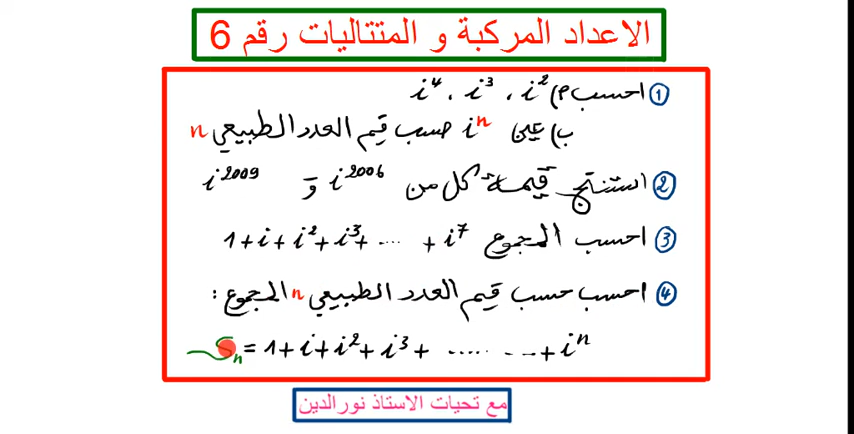 الاعداد المركبة و المتتاليات رقم 6
① احسب أ) i² ، i³ ، i⁴
ب) عين iⁿ حسب قيم العدد الطبيعي n
② استنتج قيمة كل من i²⁰⁰⁶ و i²⁰⁰⁹
③ احسب المجموع 1+i+i²+i³+ .... +i⁷
④ احسب حسب قيم العدد الطبيعي n المجموع :
Sₙ = 1+i+i²+i³+ ........ +iⁿ
مع تحيات الاستاذ نورالدين